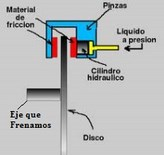 Material
de
friccion
Pinzas
Liquido
a presion
Cilindro
hidraulico
Eje que
Frenamos
Disco